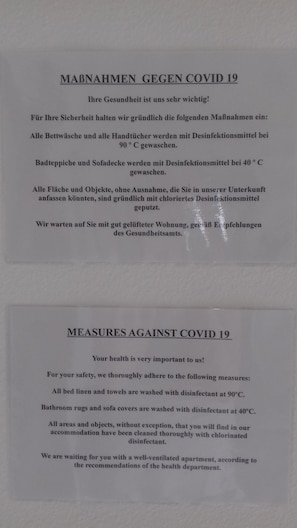 MAßNAHMEN GEGEN COVID 19
Ihre Gesundheit ist uns sehr wichtig!
Für Ihre Sicherheit halten wir gründlich die folgenden Maßnahmen ein:
Alle Bettwäsche und alle Handtücher werden mit Desinfektionsmittel bei
90 ° C gewaschen.
Badteppiche und Sofadecke werden mit Desinfektionsmittel bei 40 ° C
gewaschen.
Alle Fläche und Objekte, ohne Ausnahme, die Sie in unserer Unterkunft
anfassen könnten, sind gründlich mit chloriertes Desinfektionsmittel
geputzt.
Wir warten auf Sie mit gut gelüfteter Wohnung, gemäß Empfehlungen
des Gesundheitsamts.
MEASURES AGAINST COVID 19
Your health is very important to us!
For your safety, we thoroughly adhere to the following measures:
All bed linen and towels are washed with disinfectant at 90°C.
Bathroom rugs and sofa covers are washed with disinfectant at 40°C.
All areas and objects, without exception, that you will find in our
accommodation have been cleaned thoroughly with chlorinated
disinfectant.
We are waiting for you with a well-ventilated apartment, according to
the recommendations of the health department.